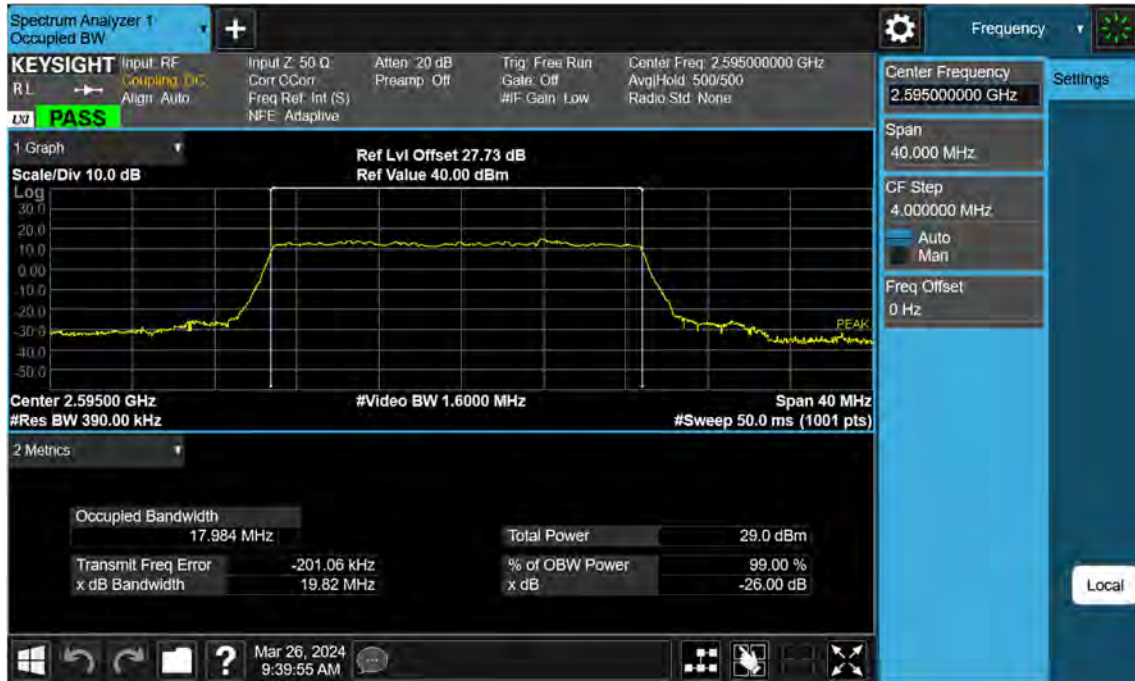 Spectrum Analyzer 1
Occupied BW
Frequency
KEYSIGHT
R L
LXI
PASS
Input: RF
Coupling: DC
Align: Auto
Input Z: 50 Ω
Corr CCorr
Freq Ref: Int (S)
NFE: Adaptive
Atten: 20 dB
Preamp: Off
Trig: Free Run
Gate: Off
#IF Gain: Low
Center Freq: 2.595000000 GHz
Avg|Hold: 500/500
Radio Std: None
Center Frequency
2.595000000 GHz
Settings
Span
40.000 MHz
CF Step
4.000000 MHz
Auto
Man
Freq Offset
0 Hz
1 Graph
Scale/Div 10.0 dB
Ref Lvl Offset 27.73 dB
Ref Value 40.00 dBm
Log
30.0
20.0
10.0
0.00
-10.0
-20.0
-30.0
-40.0
-50.0
PEAK
Center 2.59500 GHz
#Video BW 1.6000 MHz
Span 40 MHz
#Res BW 390.00 kHz
#Sweep 50.0 ms (1001 pts)
2 Metrics
Occupied Bandwidth
17.984 MHz
Total Power 29.0 dBm
Transmit Freq Error -201.06 kHz
% of OBW Power 99.00 %
x dB Bandwidth 19.82 MHz
x dB -26.00 dB
Local
?
Mar 26, 2024
9:39:55 AM